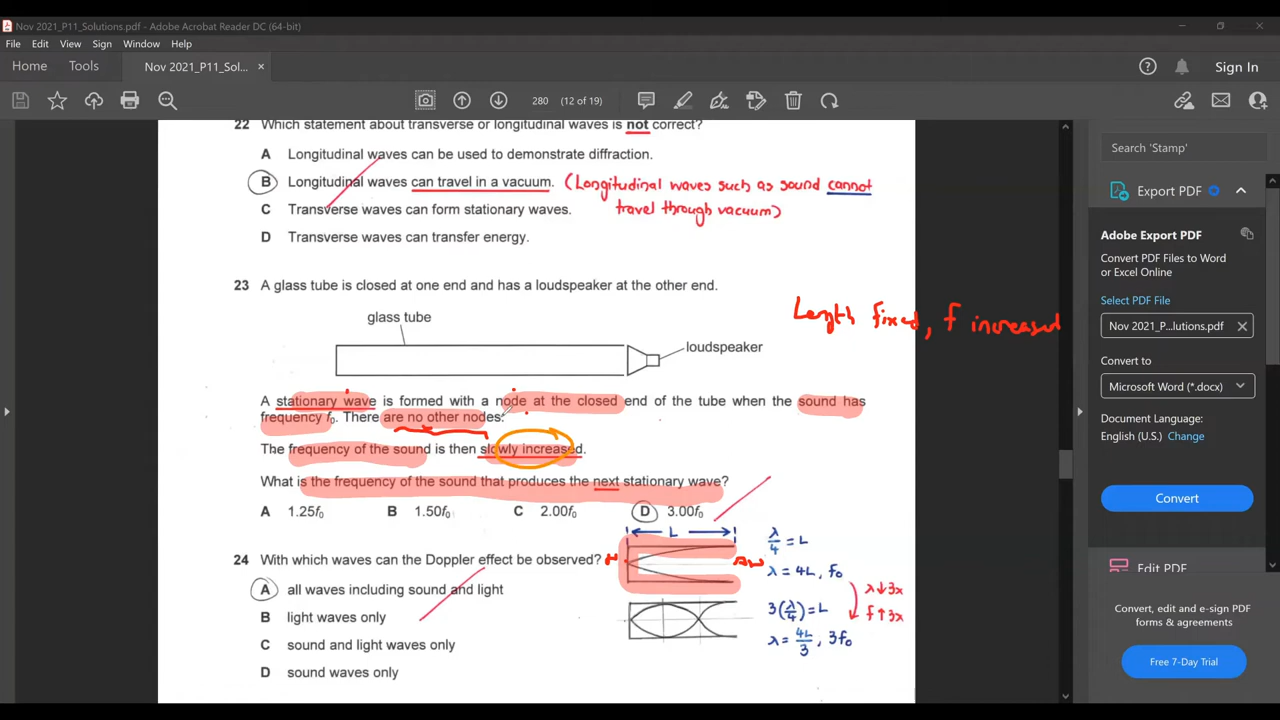 Nov 2021_P11_Solutions.pdf - Adobe Acrobat Reader DC (64-bit)
File Edit View Sign Window Help
Home Tools Nov 2021_P11_Sol... × Sign In
280 (12 of 19)
22 Which statement about transverse or longitudinal waves is not correct?
A Longitudinal waves can be used to demonstrate diffraction.
B Longitudinal waves can travel in a vacuum. (Longitudinal waves such as sound cannot
travel through vacuum)
C Transverse waves can form stationary waves.
D Transverse waves can transfer energy.
23 A glass tube is closed at one end and has a loudspeaker at the other end.
Length fixed, f increased
glass tube
loudspeaker
A stationary wave is formed with a node at the closed end of the tube when the sound has
frequency f0. There are no other nodes.
The frequency of the sound is then slowly increased.
What is the frequency of the sound that produces the next stationary wave?
A 1.25f0 B 1.50f0 C 2.00f0 D 3.00f0
L
λ/4 = L
N AN
λ = 4L, f0
λ↓3x
f↑3x
3(λ/4) = L
λ = 4L/3, 3f0
24 With which waves can the Doppler effect be observed?
A all waves including sound and light
B light waves only
C sound and light waves only
D sound waves only
Search 'Stamp'
Export PDF
Adobe Export PDF
Convert PDF Files to Word
or Excel Online
Select PDF File
Nov 2021_P...lutions.pdf
Convert to
Microsoft Word (*.docx)
Document Language:
English (U.S.) Change
Convert
Edit PDF
Convert, edit and e-sign PDF
forms & agreements
Free 7-Day Trial